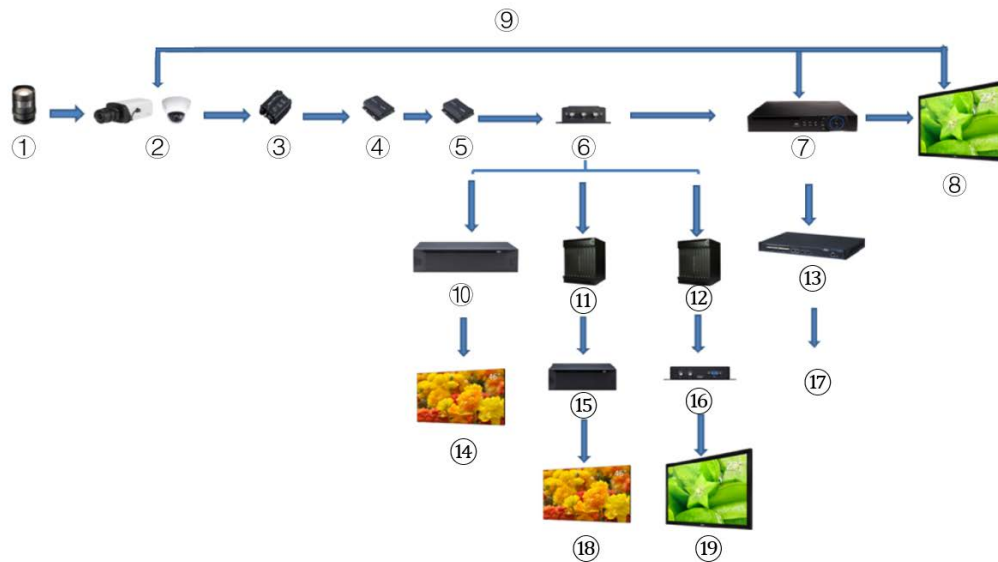 ⑨
① ② ③ ④ ⑤ ⑥ ⑦ ⑧
⑩ ⑪ ⑫ ⑬
⑭ ⑮ ⑯ ⑰
⑱ ⑲